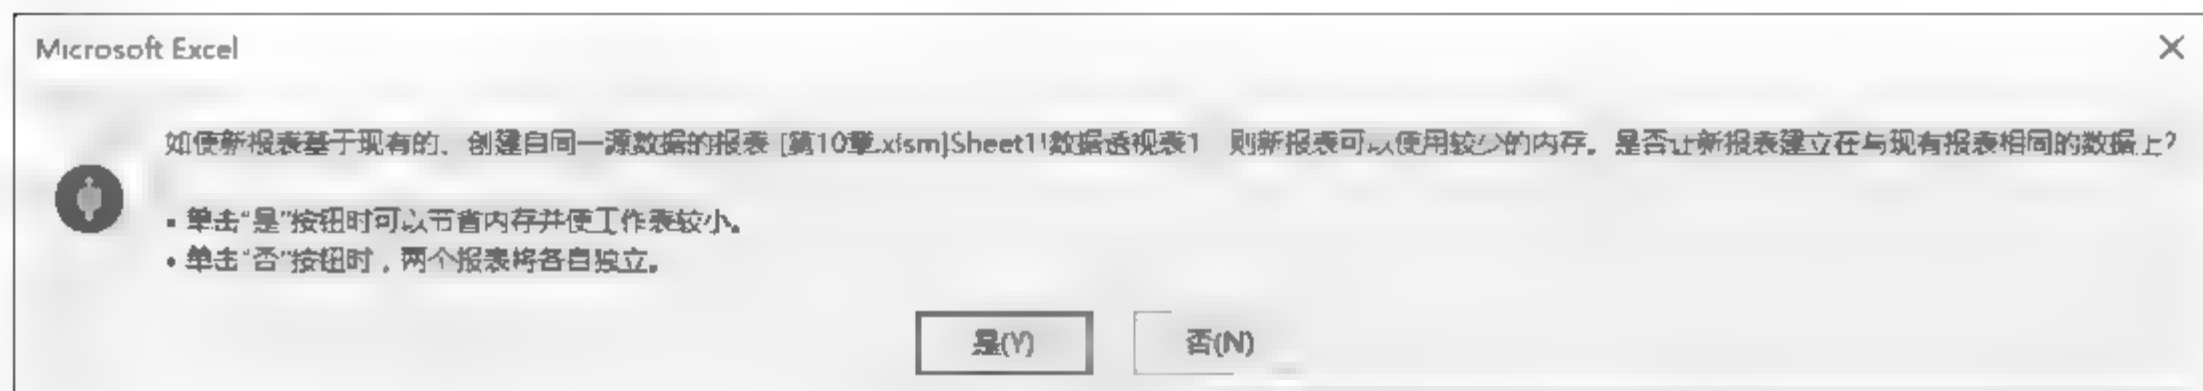 Microsoft Excel
如使新报表基于现有的、创建自同一源数据的报表 [第10章.xlsm]Sheet1!数据透视表1 则新报表可以使用较少的内存。是否让新报表建立在与现有报表相同的数据上?
• 单击“是”按钮时可以节省内存并使工作表较小。
• 单击“否”按钮时，两个报表将各自独立。
是(Y) 否(N)